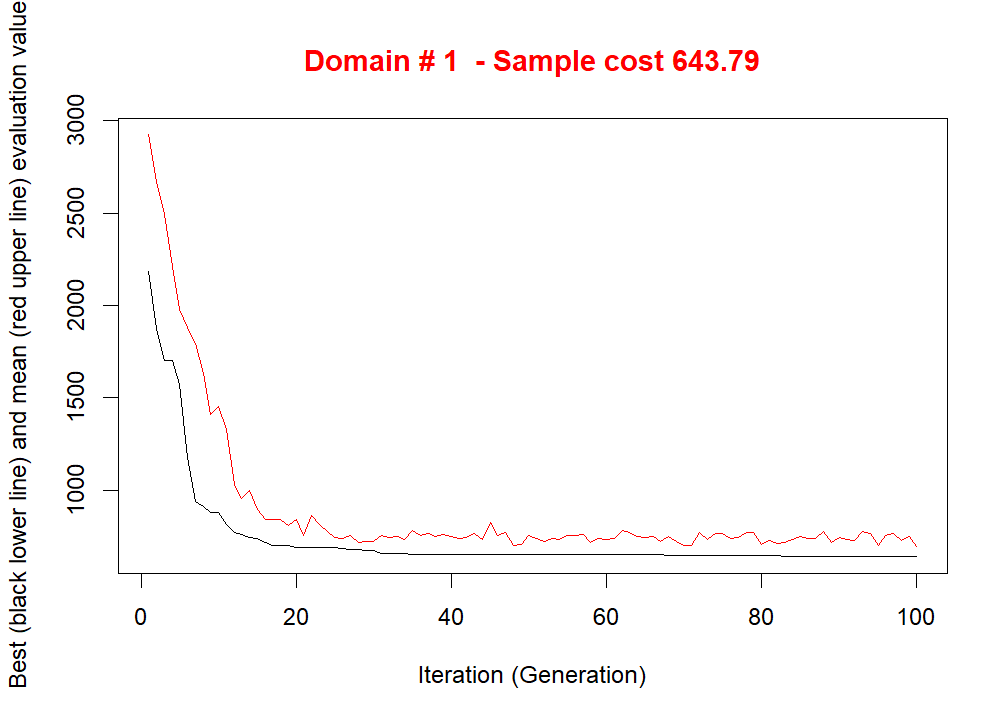 Domain # 1  - Sample cost 643.79
Best (black lower line) and mean (red upper line) evaluation value
3000
2500
2000
1500
1000
0 20 40 60 80 100
Iteration (Generation)